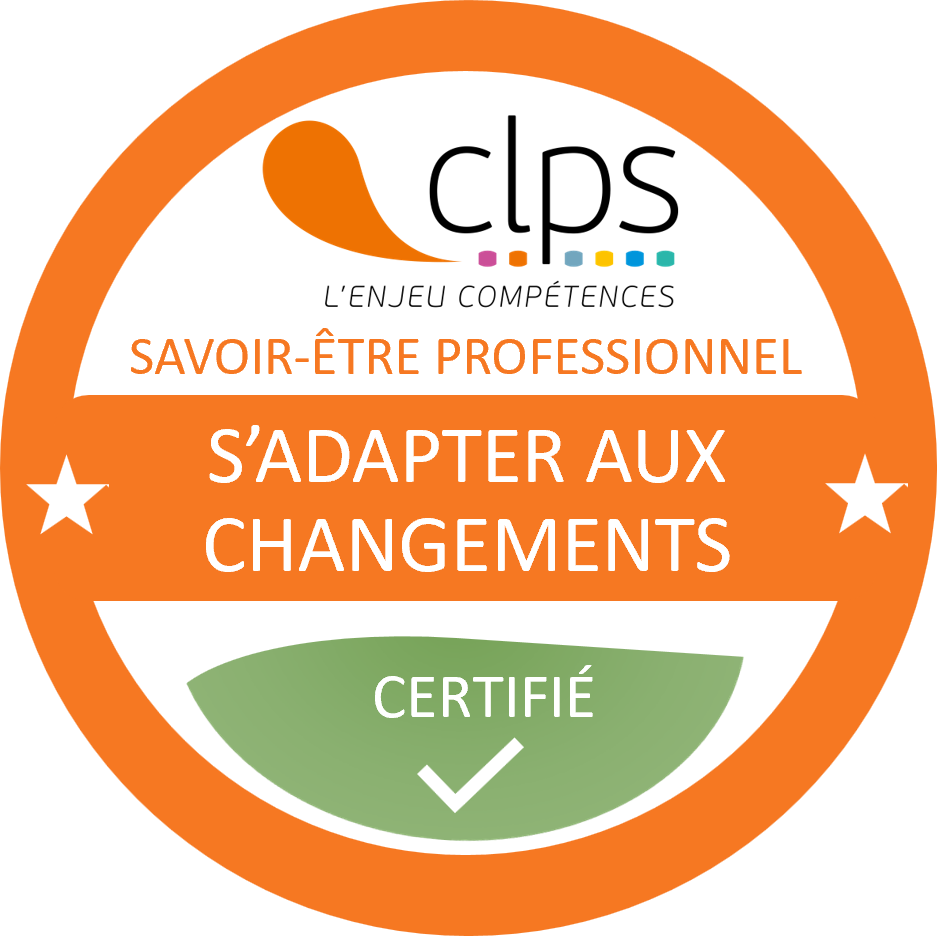 clps
L'ENJEU COMPÉTENCES
SAVOIR-ÊTRE PROFESSIONNEL
S'ADAPTER AUX
CHANGEMENTS
CERTIFIÉ